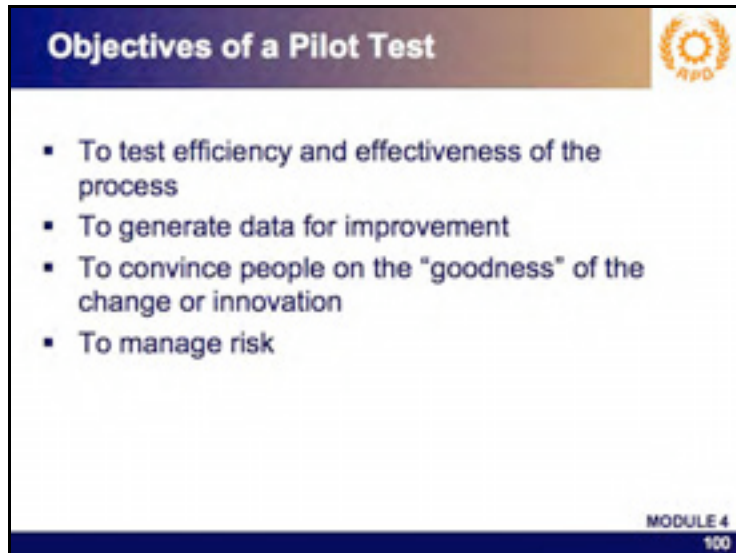 Objectives of a Pilot Test
APO
▪ To test efficiency and effectiveness of the
process
▪ To generate data for improvement
▪ To convince people on the “goodness” of the
change or innovation
▪ To manage risk
MODULE 4
100